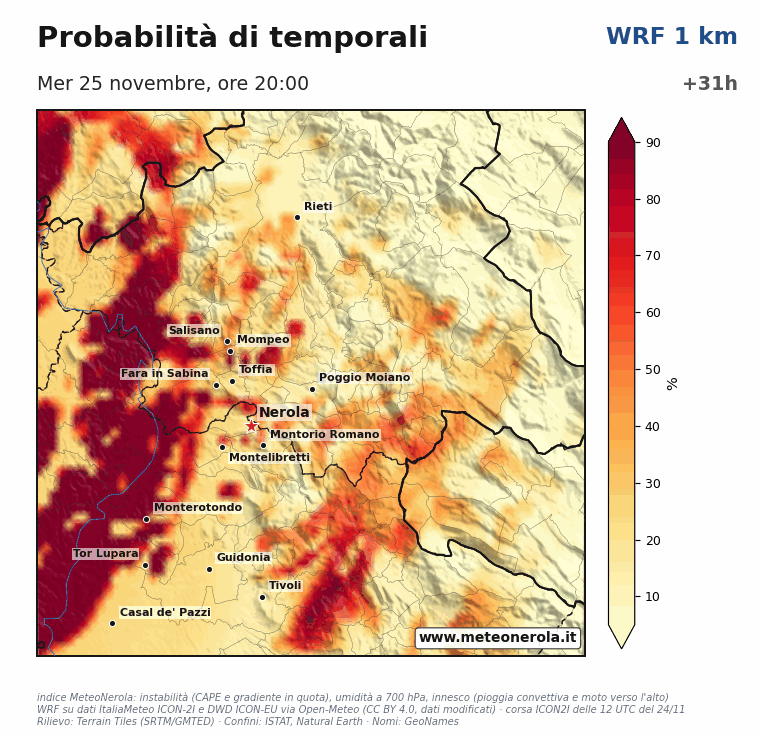 Probabilità di temporali
WRF 1 km
Mer 25 novembre, ore 20:00
+31h
90
80
70
60
50
40
30
20
10
%
Rieti
Salisano
Mompeo
Toffia
Fara in Sabina
Poggio Moiano
Nerola
Montorio Romano
Montelibretti
Monterotondo
Tor Lupara
Guidonia
Tivoli
Casal de' Pazzi
www.meteonerola.it
indice MeteoNerola: instabilità (CAPE e gradiente in quota), umidità a 700 hPa, innesco (pioggia convettiva e moto verso l'alto)
WRF su dati ItaliaMeteo ICON-2I e DWD ICON-EU via Open-Meteo (CC BY 4.0, dati modificati) · corsa ICON2I delle 12 UTC del 24/11
Rilievo: Terrain Tiles (SRTM/GMTED) · Confini: ISTAT, Natural Earth · Nomi: GeoNames